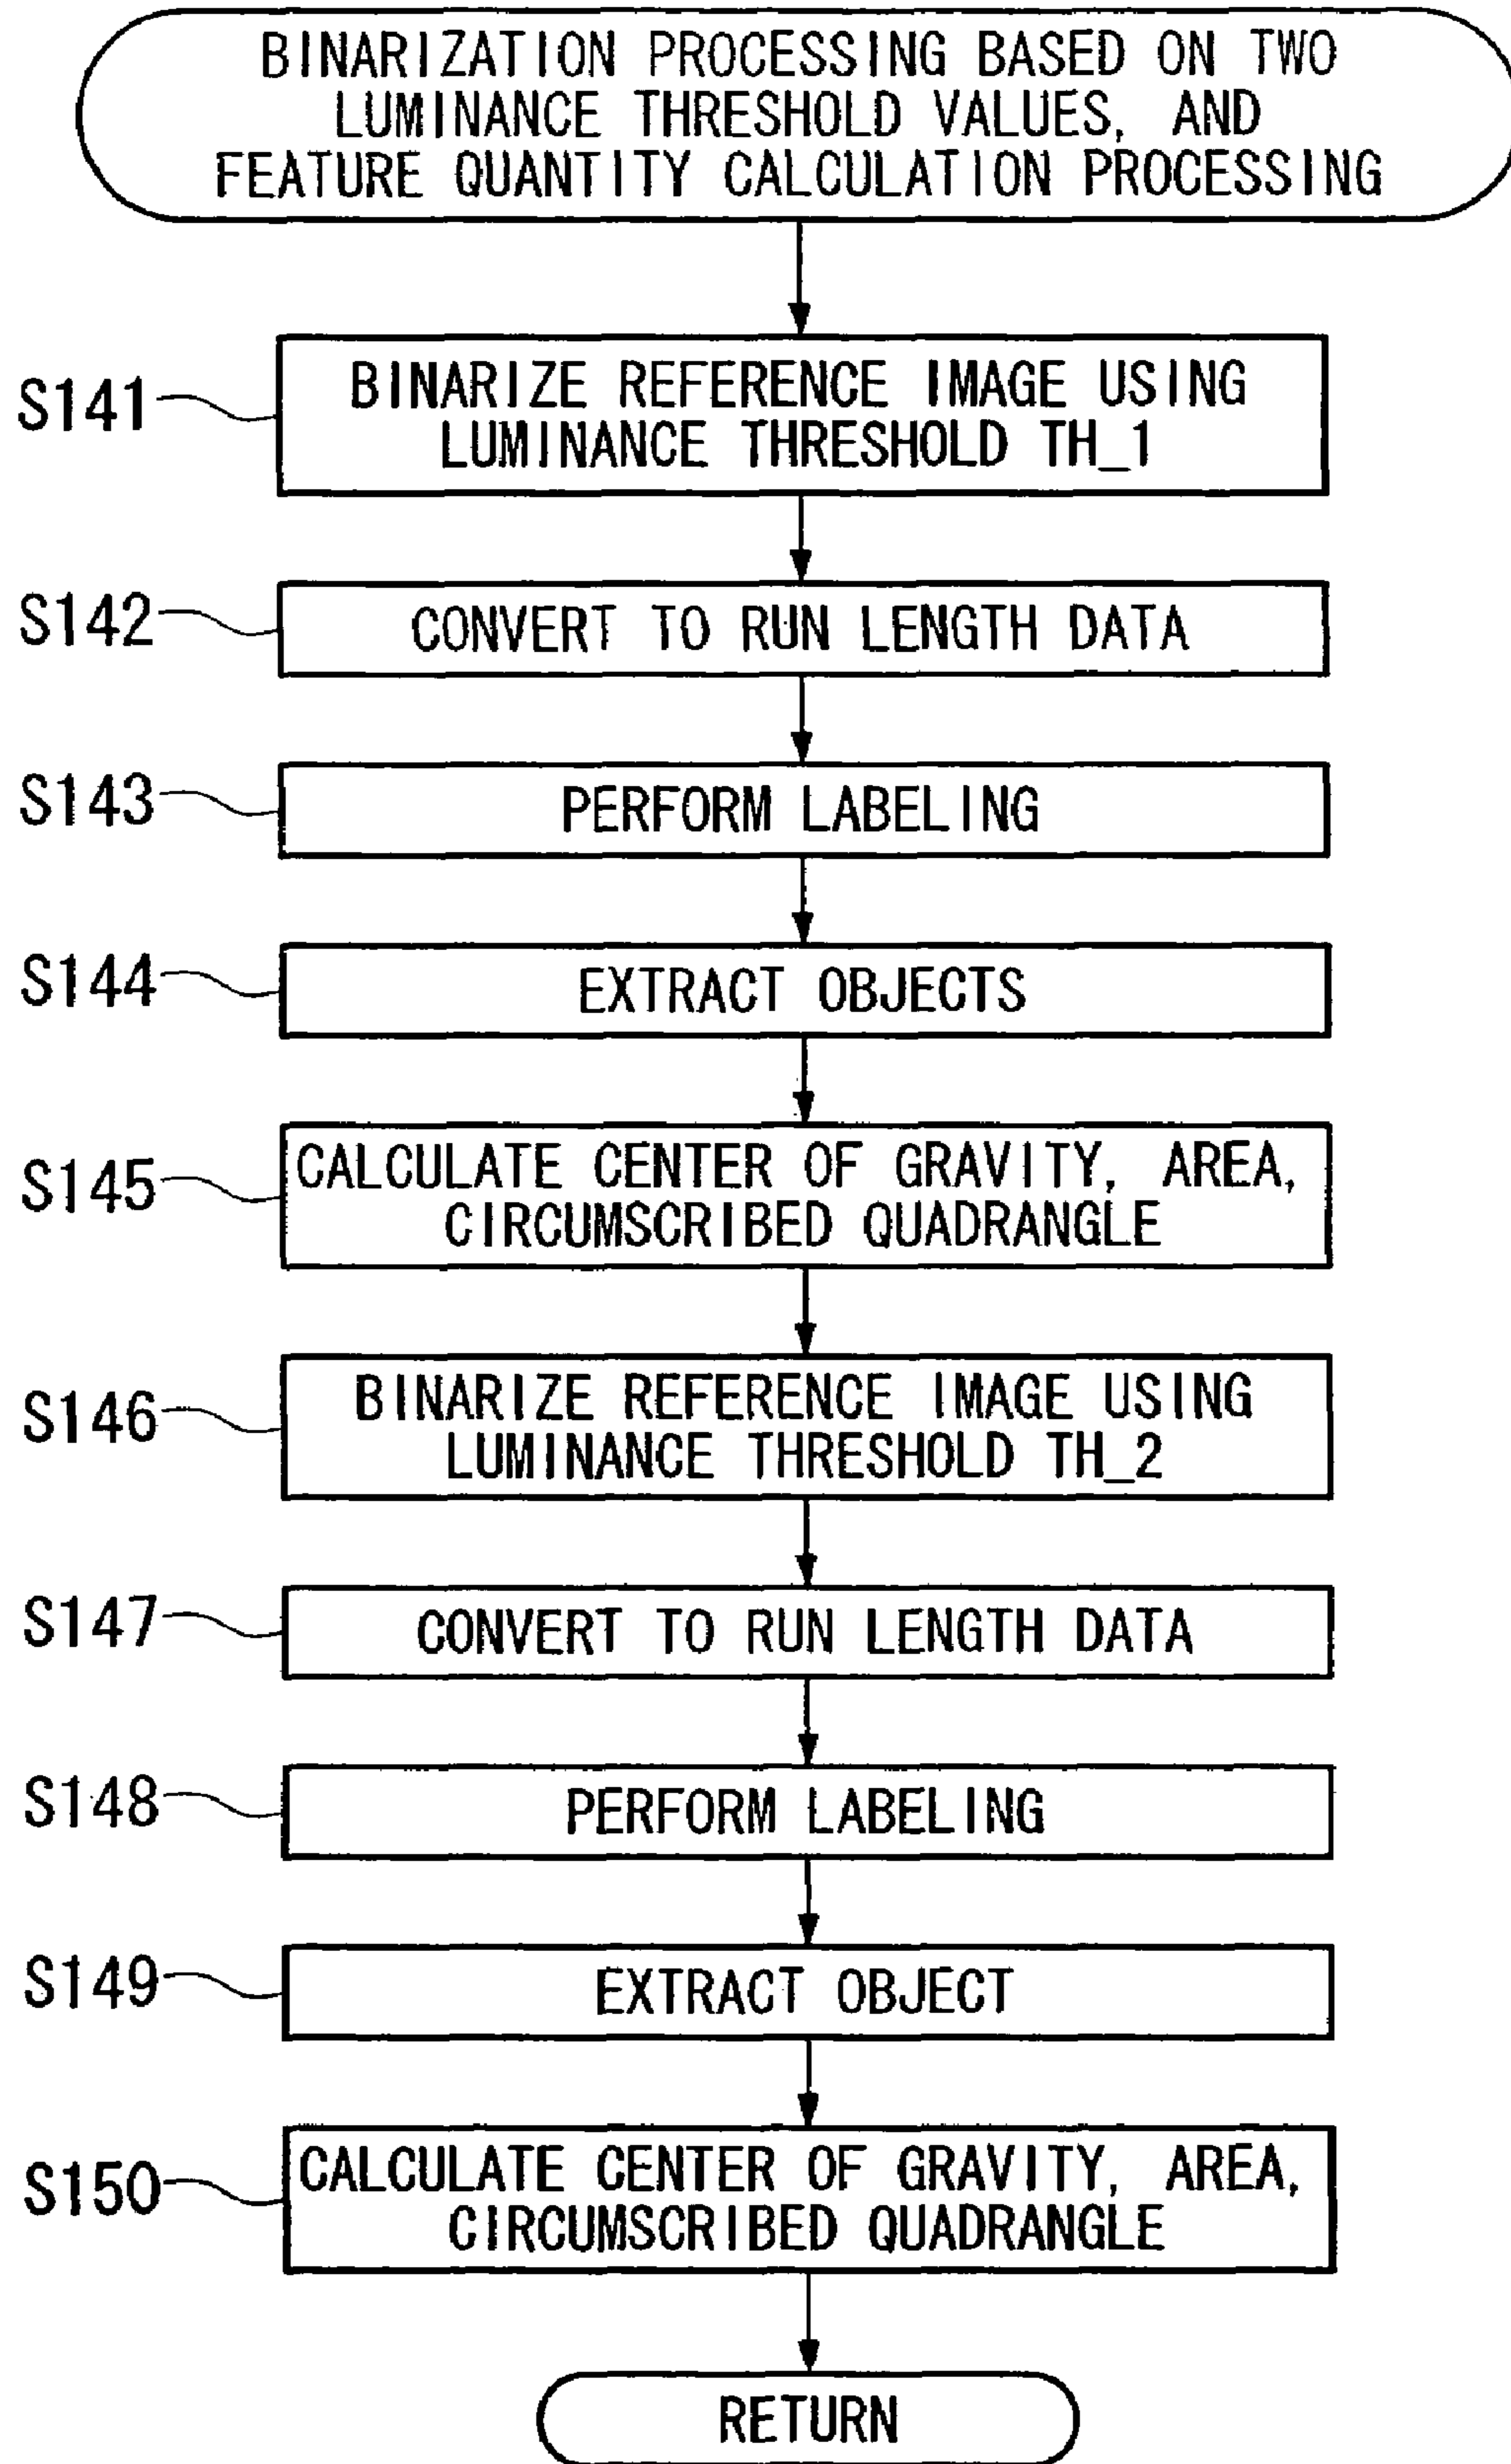 BINARIZATION PROCESSING BASED ON TWO
LUMINANCE THRESHOLD VALUES, AND
FEATURE QUANTITY CALCULATION PROCESSING
S141
BINARIZE REFERENCE IMAGE USING
LUMINANCE THRESHOLD TH_1
S142
CONVERT TO RUN LENGTH DATA
S143
PERFORM LABELING
S144
EXTRACT OBJECTS
S145
CALCULATE CENTER OF GRAVITY, AREA,
CIRCUMSCRIBED QUADRANGLE
S146
BINARIZE REFERENCE IMAGE USING
LUMINANCE THRESHOLD TH_2
S147
CONVERT TO RUN LENGTH DATA
S148
PERFORM LABELING
S149
EXTRACT OBJECT
S150
CALCULATE CENTER OF GRAVITY, AREA,
CIRCUMSCRIBED QUADRANGLE
RETURN